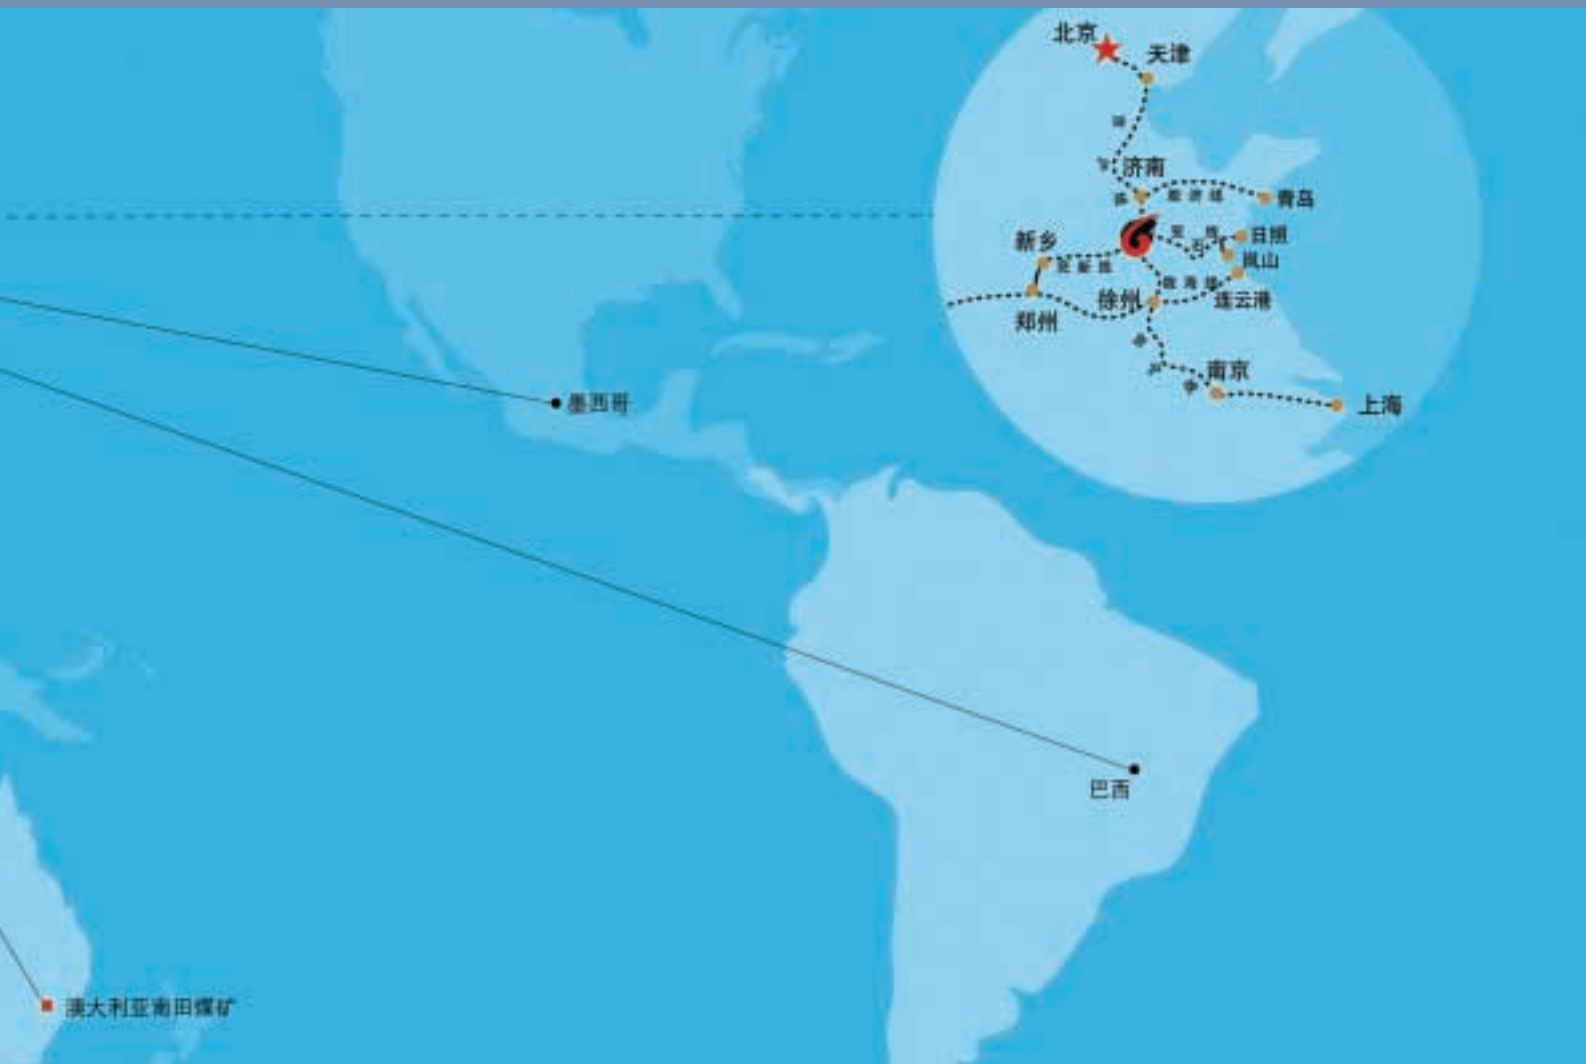 北京
天津
济南
青岛
新乡
日照
岚山
徐州
连云港
郑州
南京
上海
墨西哥
巴西
澳大利亚南田煤矿